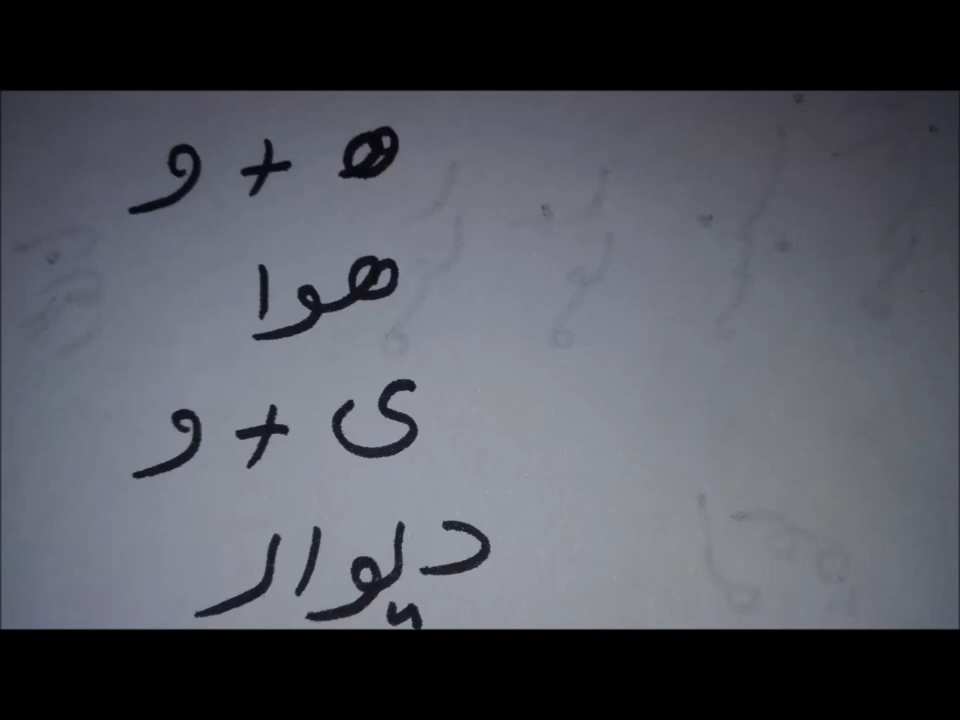 ھ + و
ھوا
ی + و
دیوار